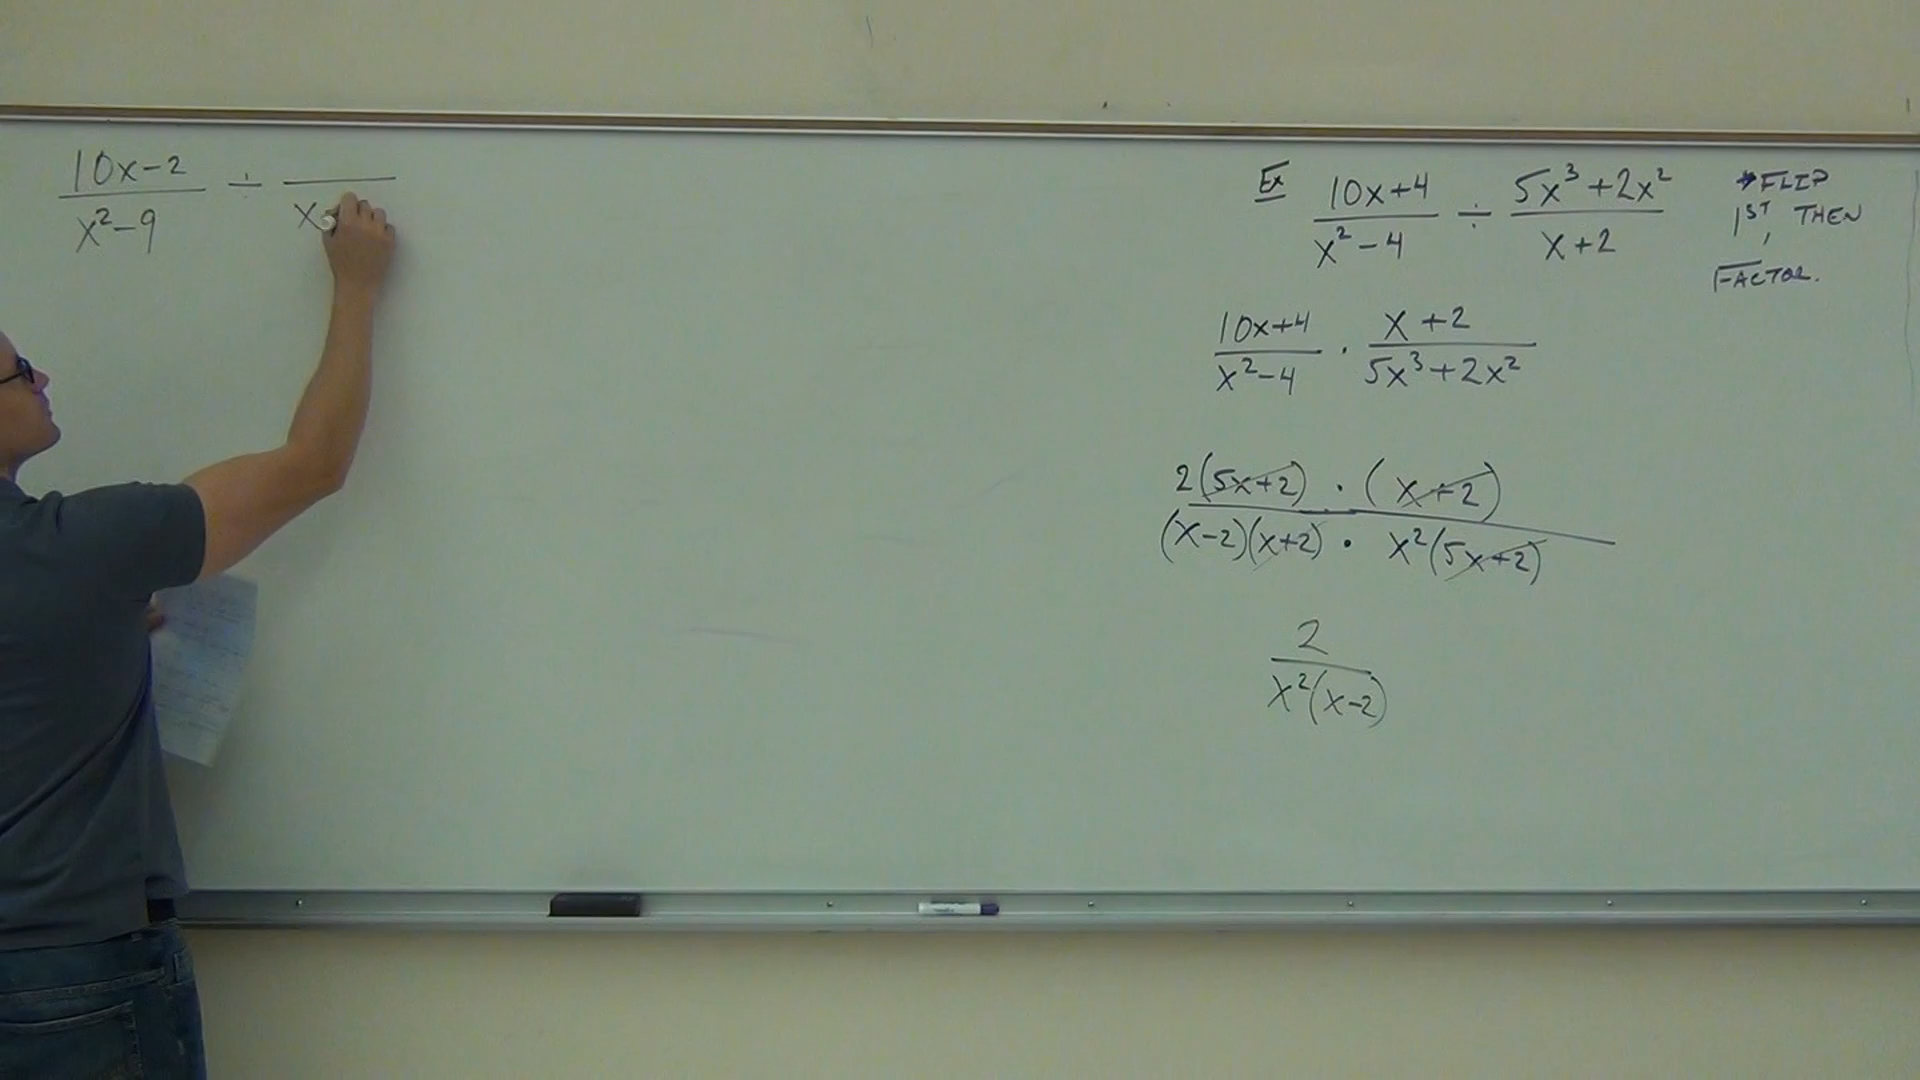 10x-2 ÷
x²-9 x
Ex 10x+4 ÷ 5x³+2x²
x²-4 x+2
→FLIP
1ST, THEN
FACTOR.
10x+4 · x+2
x²-4 5x³+2x²
2(5x+2) · (x+2)
(x-2)(x+2) · x²(5x+2)
2
x²(x-2)